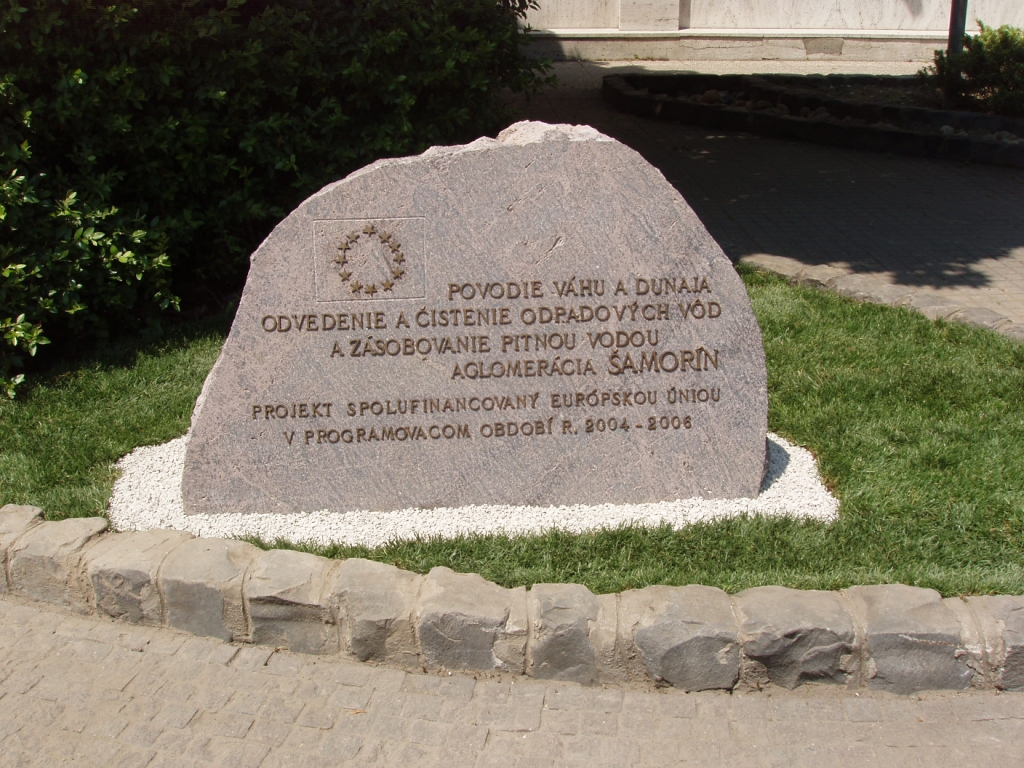 POVODIE VÁHU A DUNAJA
ODVEDENIE A ČISTENIE ODPADOVÝCH VÔD
A ZÁSOBOVANIE PITNOU VODOU
AGLOMERÁCIA ŠAMORÍN
PROJEKT SPOLUFINANCOVANÝ EURÓPSKOU ÚNIOU
V PROGRAMOVACOM OBDOBÍ R. 2004-2006